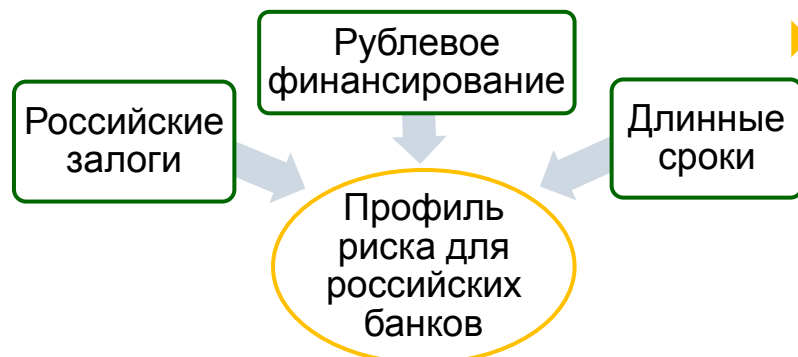 Рублевое
финансирование
Российские
залоги
Длинные
сроки
Профиль
риска для
российских
банков